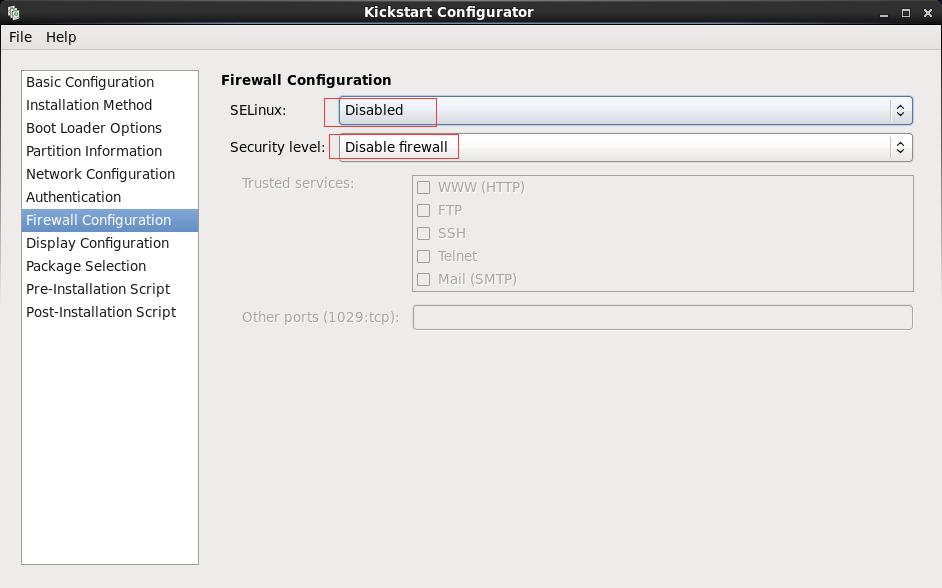 Kickstart Configurator
File Help
Basic Configuration
Installation Method
Boot Loader Options
Partition Information
Network Configuration
Authentication
Firewall Configuration
Display Configuration
Package Selection
Pre-Installation Script
Post-Installation Script
Firewall Configuration
SELinux: Disabled
Security level: Disable firewall
Trusted services:
WWW (HTTP)
FTP
SSH
Telnet
Mail (SMTP)
Other ports (1029:tcp):